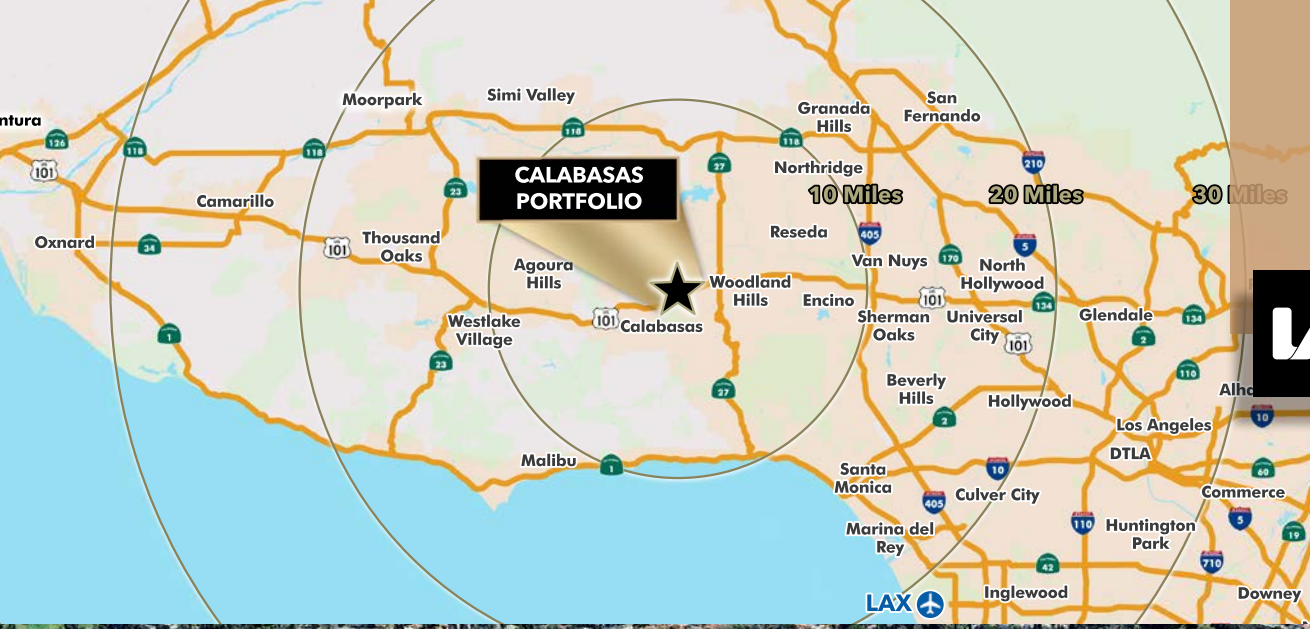 Moorpark
Simi Valley
Granada
Hills
San
Fernando
ntura
126
101
118
118
118
118
27
210
Northridge
CALABASAS
PORTFOLIO
10 Miles
20 Miles
30 Miles
23
Camarillo
Oxnard
34
101
Thousand
Oaks
Reseda
405
Van Nuys
170
5
North
Hollywood
Agoura
Hills
Woodland
Hills
Encino
101
134
Westlake
Village
101
Calabasas
Sherman
Oaks
Universal
City
101
Glendale
134
2
1
23
27
110
Beverly
Hills
Hollywood
2
Alha
10
Los Angeles
DTLA
Malibu
1
Santa
Monica
10
60
Culver City
Commerce
405
Marina del
Rey
110
Huntington
Park
5
19
710
42
LAX
Inglewood
Downey